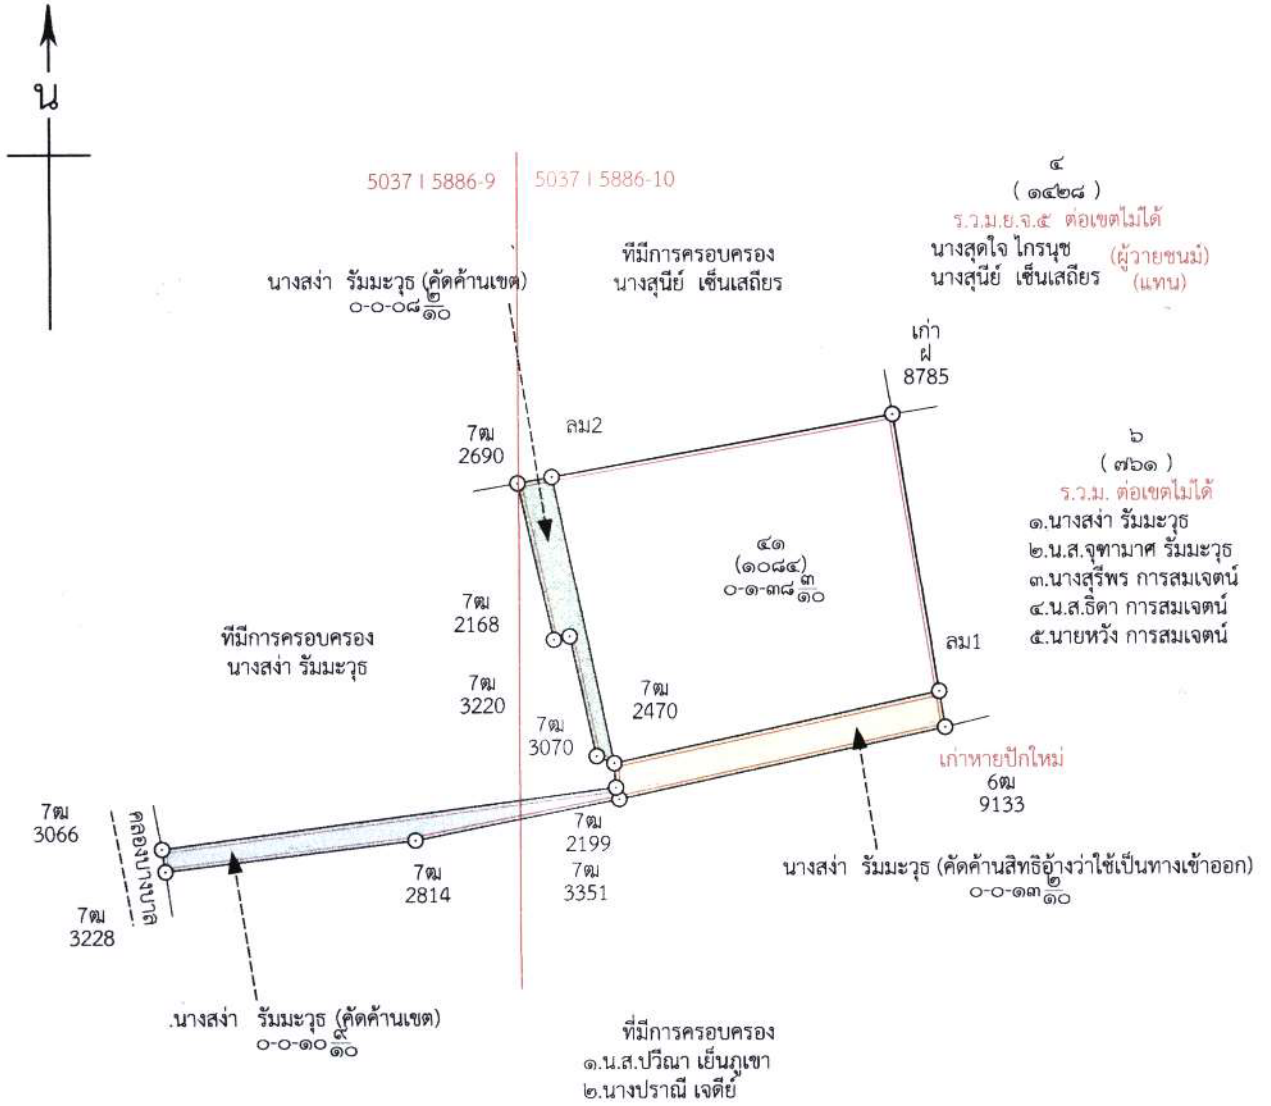 น
5037 I 5886-9
5037 I 5886-10
๔
( ๑๔๒๘ )
ร.ว.ม.ย.จ.๕ ต่อเขตไม่ได้
นางสุดใจ ไกรนุช (ผู้วายชนม์)
นางสุนีย์ เซ็นเสถียร (แทน)
ที่มีการครอบครอง
นางสุนีย์ เซ็นเสถียร
นางสง่า รัมมะวุธ (คัดค้านเขต)
๐-๐-๐๘ ๒/๑๐
เก่า
ฝ
8785
ลม2
7ฒ
2690
๖
( ๗๖๑ )
ร.ว.ม. ต่อเขตไม่ได้
๑.นางสง่า รัมมะวุธ
๒.น.ส.จุฑามาศ รัมมะวุธ
๓.นางสุรีพร การสมเจตน์
๔.น.ส.ธิดา การสมเจตน์
๕.นายหวัง การสมเจตน์
๔๑
(๑๐๘๔)
๐-๑-๓๘ ๓/๑๐
7ฒ
2168
ที่มีการครอบครอง
นางสง่า รัมมะวุธ
ลม1
7ฒ
3220
7ฒ
2470
7ฒ
3070
เก่าหายปักใหม่
6ฒ
9133
7ฒ
3066
คลองบางบาล
7ฒ
2199
7ฒ
3351
7ฒ
2814
นางสง่า รัมมะวุธ (คัดค้านสิทธิอ้างว่าใช้เป็นทางเข้าออก)
๐-๐-๑๓ ๒/๑๐
7ฒ
3228
.นางสง่า รัมมะวุธ (คัดค้านเขต)
๐-๐-๑๐ ๙/๑๐
ที่มีการครอบครอง
๑.น.ส.ปวีณา เย็นภูเขา
๒.นางปราณี เจดีย์